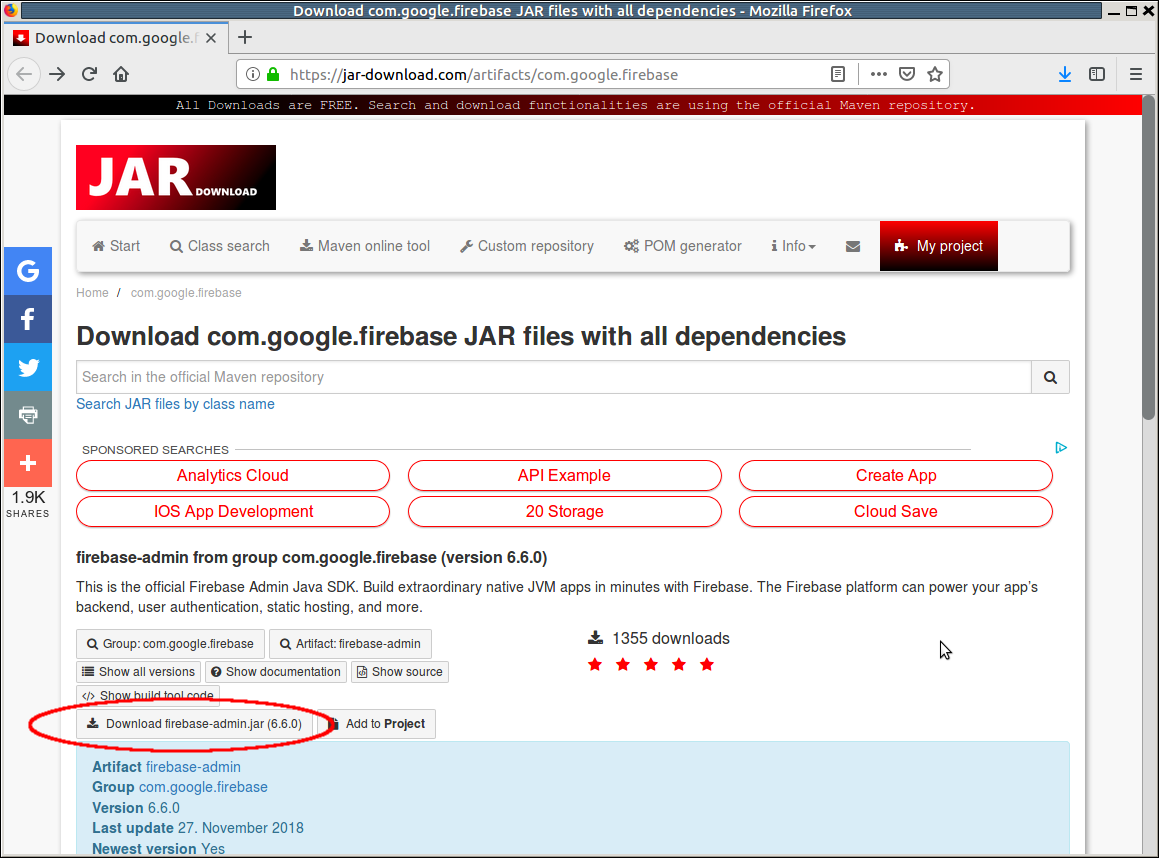 Download com.google.firebase JAR files with all dependencies - Mozilla Firefox
Download com.google.f
https://jar-download.com/artifacts/com.google.firebase
All Downloads are FREE. Search and download functionalities are using the official Maven repository.
JAR DOWNLOAD
Start Class search Maven online tool Custom repository POM generator Info My project
Home / com.google.firebase
Download com.google.firebase JAR files with all dependencies
Search in the official Maven repository
Search JAR files by class name
SPONSORED SEARCHES
Analytics Cloud API Example Create App
IOS App Development 20 Storage Cloud Save
1.9K
SHARES
firebase-admin from group com.google.firebase (version 6.6.0)
This is the official Firebase Admin Java SDK. Build extraordinary native JVM apps in minutes with Firebase. The Firebase platform can power your app's
backend, user authentication, static hosting, and more.
Group: com.google.firebase Artifact: firebase-admin 1355 downloads
Show all versions Show documentation Show source
Show build tool code
Download firebase-admin.jar (6.6.0) Add to Project
Artifact firebase-admin
Group com.google.firebase
Version 6.6.0
Last update 27. November 2018
Newest version Yes